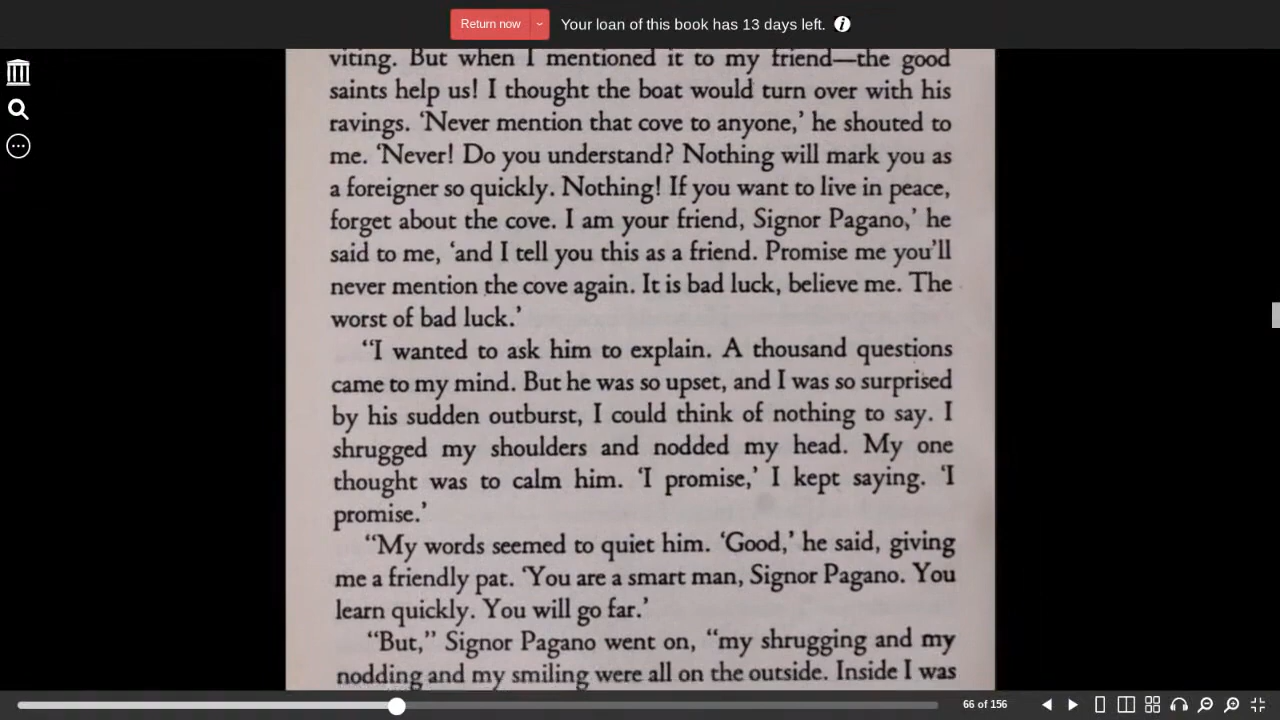 Return now
Your loan of this book has 13 days left.
viting. But when I mentioned it to my friend—the good
saints help us! I thought the boat would turn over with his
ravings. ‘Never mention that cove to anyone,’ he shouted to
me. ‘Never! Do you understand? Nothing will mark you as
a foreigner so quickly. Nothing! If you want to live in peace,
forget about the cove. I am your friend, Signor Pagano,’ he
said to me, ‘and I tell you this as a friend. Promise me you’ll
never mention the cove again. It is bad luck, believe me. The
worst of bad luck.’
“I wanted to ask him to explain. A thousand questions
came to my mind. But he was so upset, and I was so surprised
by his sudden outburst, I could think of nothing to say. I
shrugged my shoulders and nodded my head. My one
thought was to calm him. ‘I promise,’ I kept saying. ‘I
promise.’
“My words seemed to quiet him. ‘Good,’ he said, giving
me a friendly pat. ‘You are a smart man, Signor Pagano. You
learn quickly. You will go far.’
“But,” Signor Pagano went on, “my shrugging and my
nodding and my smiling were all on the outside. Inside I was
66 of 156